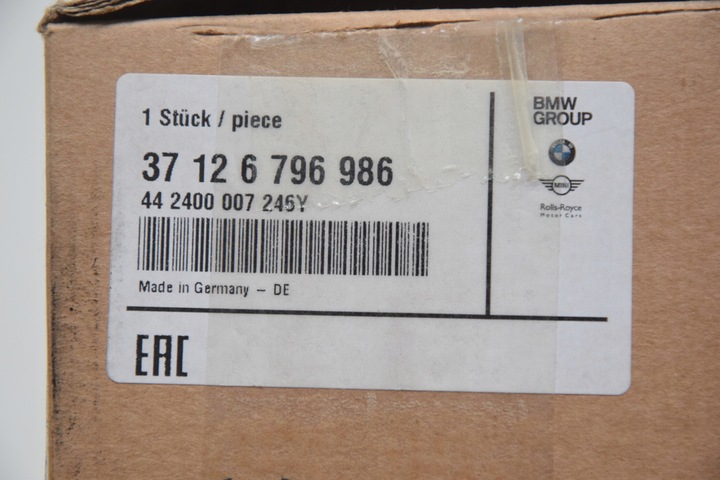 1 Stück / piece
37 12 6 796 986
44 2400 007 246Y
Made in Germany – DE
EAC
BMW
GROUP
MINI
Rolls-Royce
Motor Cars